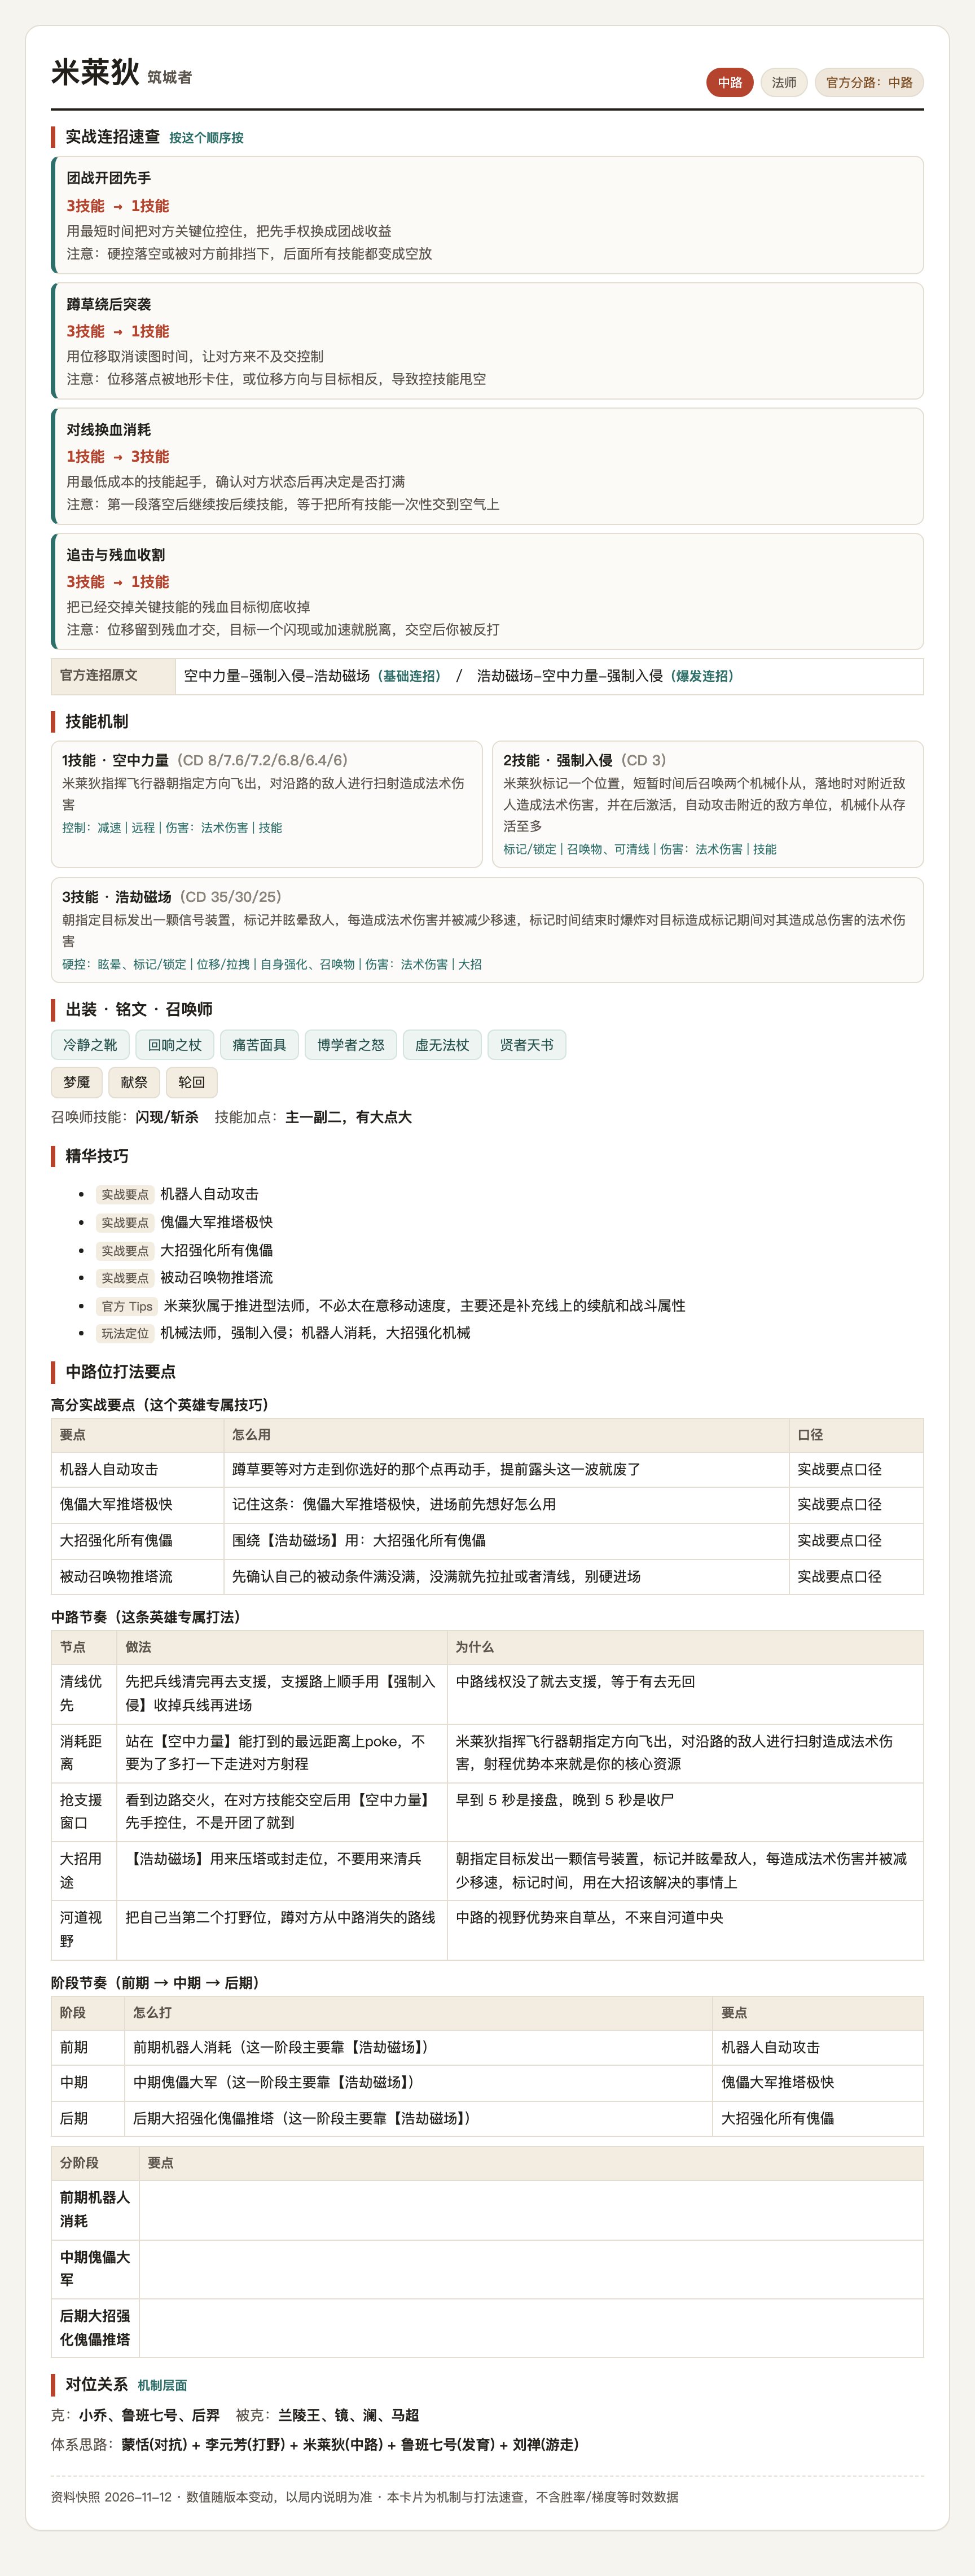 米莱狄 筑城者
中路 法师 官方分路：中路
实战连招速查 按这个顺序按
团战开团先手
3技能 → 1技能
用最短时间把对方关键位控住，把先手权换成团战收益
注意：硬控落空或被对方前排挡下，后面所有技能都变成空放
蹲草绕后突袭
3技能 → 1技能
用位移取消读图时间，让对方来不及交控制
注意：位移落点被地形卡住，或位移方向与目标相反，导致控技能甩空
对线换血消耗
1技能 → 3技能
用最低成本的技能起手，确认对方状态后再决定是否打满
注意：第一段落空后继续按后续技能，等于把所有技能一次性交到空气上
追击与残血收割
3技能 → 1技能
把已经交掉关键技能的残血目标彻底收掉
注意：位移留到残血才交，目标一个闪现或加速就脱离，交空后你被反打
官方连招原文 空中力量–强制入侵–浩劫磁场（基础连招） / 浩劫磁场–空中力量–强制入侵（爆发连招）
技能机制
1技能 · 空中力量（CD 8/7.6/7.2/6.8/6.4/6）
米莱狄指挥飞行器朝指定方向飞出，对沿路的敌人进行扫射造成法术伤
害
控制：减速 | 远程 | 伤害：法术伤害 | 技能
2技能 · 强制入侵（CD 3）
米莱狄标记一个位置，短暂时间后召唤两个机械仆从，落地时对附近敌
人造成法术伤害，并在后激活，自动攻击附近的敌方单位，机械仆从存
活至多
标记/锁定 | 召唤物、可清线 | 伤害：法术伤害 | 技能
3技能 · 浩劫磁场（CD 35/30/25）
朝指定目标发出一颗信号装置，标记并眩晕敌人，每造成法术伤害并被减少移速，标记时间结束时爆炸对目标造成标记期间对其造成总伤害的法术伤
害
硬控：眩晕、标记/锁定 | 位移/拉拽 | 自身强化、召唤物 | 伤害：法术伤害 | 大招
出装 · 铭文 · 召唤师
冷静之靴 回响之杖 痛苦面具 博学者之怒 虚无法杖 贤者天书
梦魇 献祭 轮回
召唤师技能：闪现/斩杀 技能加点：主一副二，有大点大
精华技巧
• 实战要点 机器人自动攻击
• 实战要点 傀儡大军推塔极快
• 实战要点 大招强化所有傀儡
• 实战要点 被动召唤物推塔流
• 官方 Tips 米莱狄属于推进型法师，不必太在意移动速度，主要还是补充线上的续航和战斗属性
• 玩法定位 机械法师，强制入侵；机器人消耗，大招强化机械
中路位打法要点
高分实战要点（这个英雄专属技巧）
要点 怎么用 口径
机器人自动攻击 蹲草要等对方走到你选好的那个点再动手，提前露头这一波就废了 实战要点口径
傀儡大军推塔极快 记住这条：傀儡大军推塔极快，进场前先想好怎么用 实战要点口径
大招强化所有傀儡 围绕【浩劫磁场】用：大招强化所有傀儡 实战要点口径
被动召唤物推塔流 先确认自己的被动条件满没满，没满就先拉扯或者清线，别硬进场 实战要点口径
中路节奏（这条英雄专属打法）
节点 做法 为什么
清线优
先
先把兵线清完再去支援，支援路上顺手用【强制入
侵】收掉兵线再进场
中路线权没了就去支援，等于有去无回
消耗距
离
站在【空中力量】能打到的最远距离上poke，不
要为了多打一下走进对方射程
米莱狄指挥飞行器朝指定方向飞出，对沿路的敌人进行扫射造成法术伤
害，射程优势本来就是你的核心资源
抢支援
窗口
看到边路交火，在对方技能交空后用【空中力量】
先手控住，不是开团了就到
早到 5 秒是接盘，晚到 5 秒是收尸
大招用
途
【浩劫磁场】用来压塔或封走位，不要用来清兵
朝指定目标发出一颗信号装置，标记并眩晕敌人，每造成法术伤害并被减
少移速，标记时间，用在大招该解决的事情上
河道视
野
把自己当第二个打野位，蹲对方从中路消失的路线
中路的视野优势来自草丛，不来自河道中央
阶段节奏（前期 → 中期 → 后期）
阶段 怎么打 要点
前期 前期机器人消耗（这一阶段主要靠【浩劫磁场】） 机器人自动攻击
中期 中期傀儡大军（这一阶段主要靠【浩劫磁场】） 傀儡大军推塔极快
后期 后期大招强化傀儡推塔（这一阶段主要靠【浩劫磁场】） 大招强化所有傀儡
分阶段 要点
前期机器人
消耗
中期傀儡大
军
后期大招强
化傀儡推塔
对位关系 机制层面
克：小乔、鲁班七号、后羿 被克：兰陵王、镜、澜、马超
体系思路：蒙恬(对抗) + 李元芳(打野) + 米莱狄(中路) + 鲁班七号(发育) + 刘禅(游走)
资料快照 2026–11–12 · 数值随版本变动，以局内说明为准 · 本卡片为机制与打法速查，不含胜率/梯度等时效数据